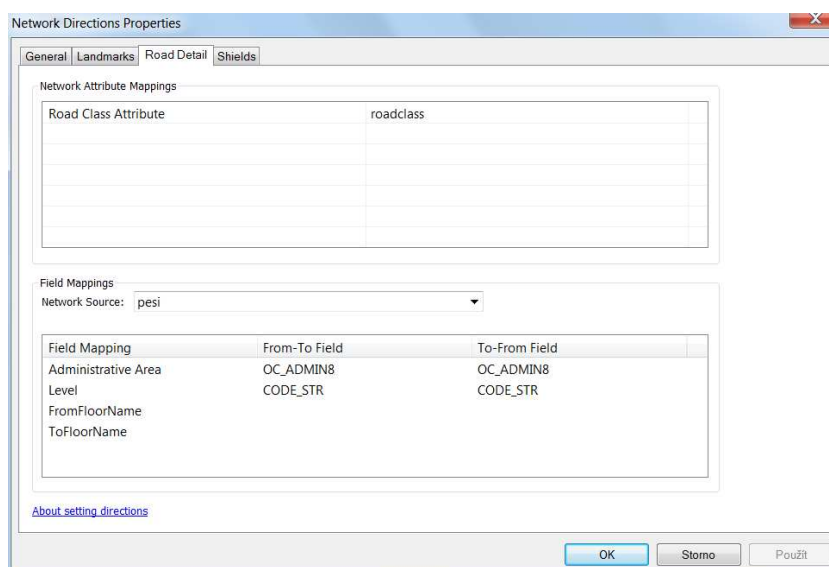 Network Directions Properties
General Landmarks Road Detail Shields
Network Attribute Mappings
Road Class Attribute roadclass
Field Mappings
Network Source: pesi
Field Mapping From-To Field To-From Field
Administrative Area OC_ADMIN8 OC_ADMIN8
Level CODE_STR CODE_STR
FromFloorName
ToFloorName
About setting directions
OK Storno Použít